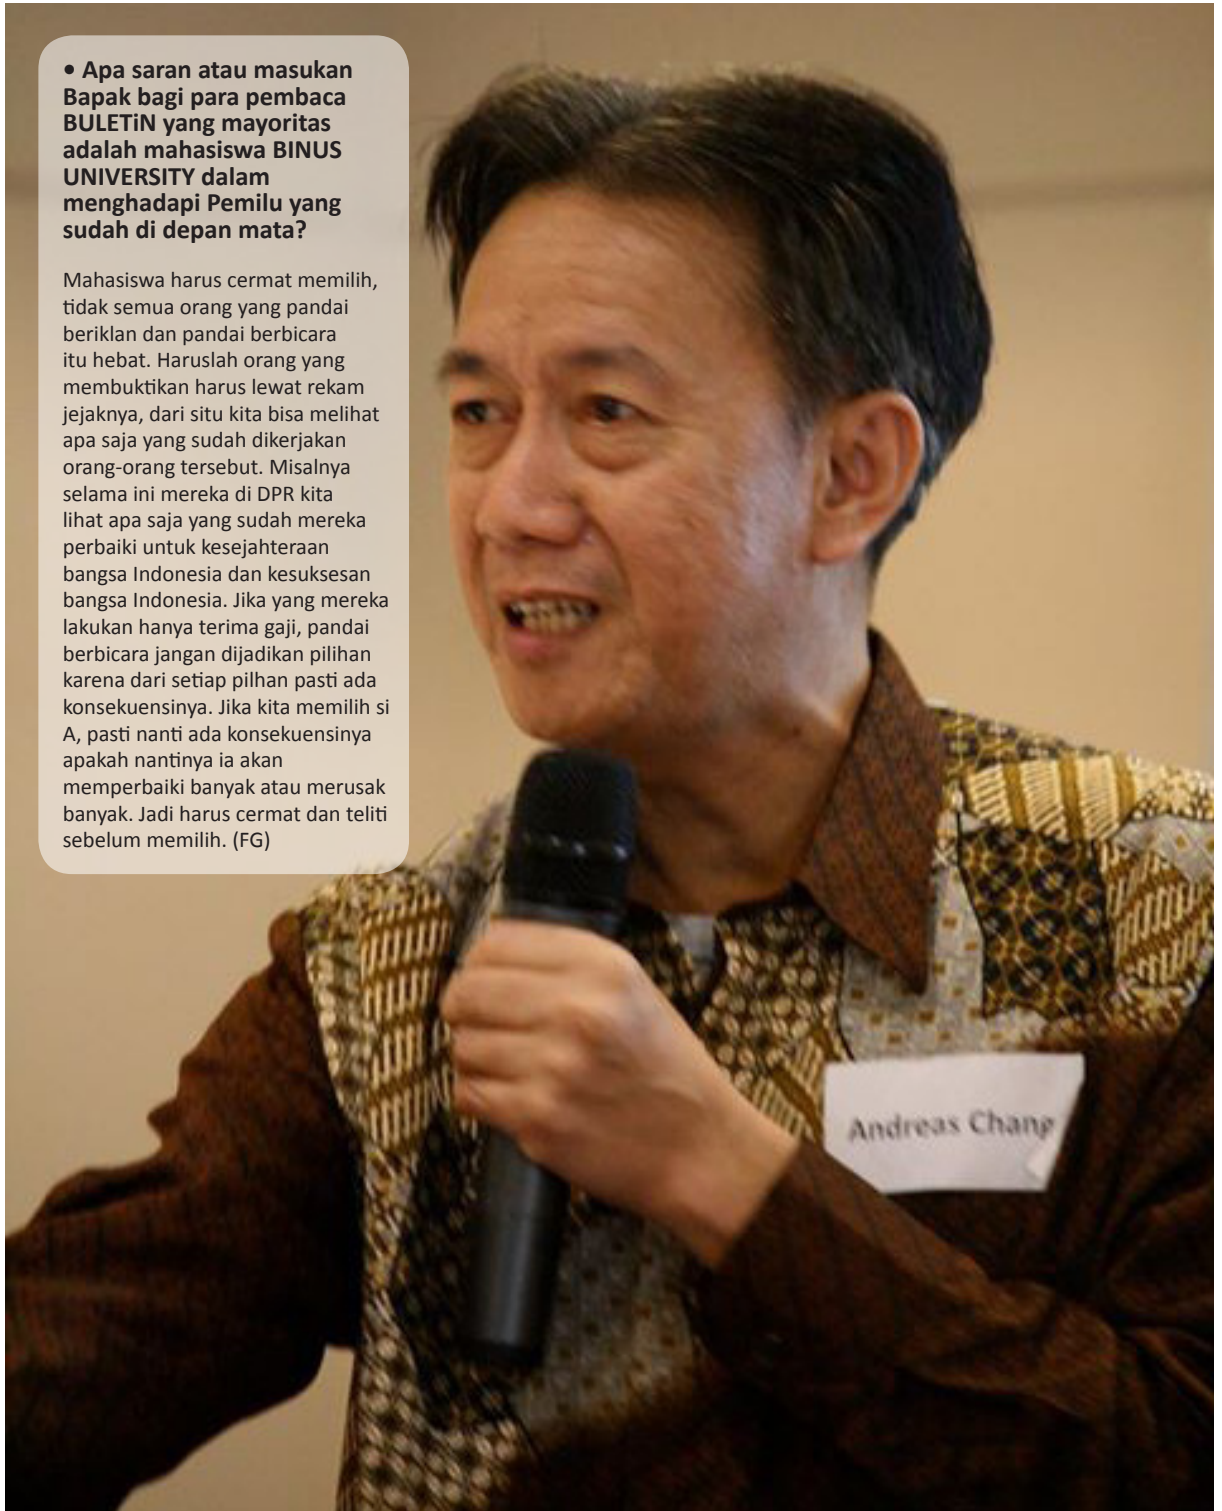 • Apa saran atau masukan
Bapak bagi para pembaca
BULETiN yang mayoritas
adalah mahasiswa BINUS
UNIVERSITY dalam
menghadapi Pemilu yang
sudah di depan mata?
Mahasiswa harus cermat memilih,
tidak semua orang yang pandai
beriklan dan pandai berbicara
itu hebat. Haruslah orang yang
membuktikan harus lewat rekam
jejaknya, dari situ kita bisa melihat
apa saja yang sudah dikerjakan
orang-orang tersebut. Misalnya
selama ini mereka di DPR kita
lihat apa saja yang sudah mereka
perbaiki untuk kesejahteraan
bangsa Indonesia dan kesuksesan
bangsa Indonesia. Jika yang mereka
lakukan hanya terima gaji, pandai
berbicara jangan dijadikan pilihan
karena dari setiap pilhan pasti ada
konsekuensinya. Jika kita memilih si
A, pasti nanti ada konsekuensinya
apakah nantinya ia akan
memperbaiki banyak atau merusak
banyak. Jadi harus cermat dan teliti
sebelum memilih. (FG)
Andreas Chang